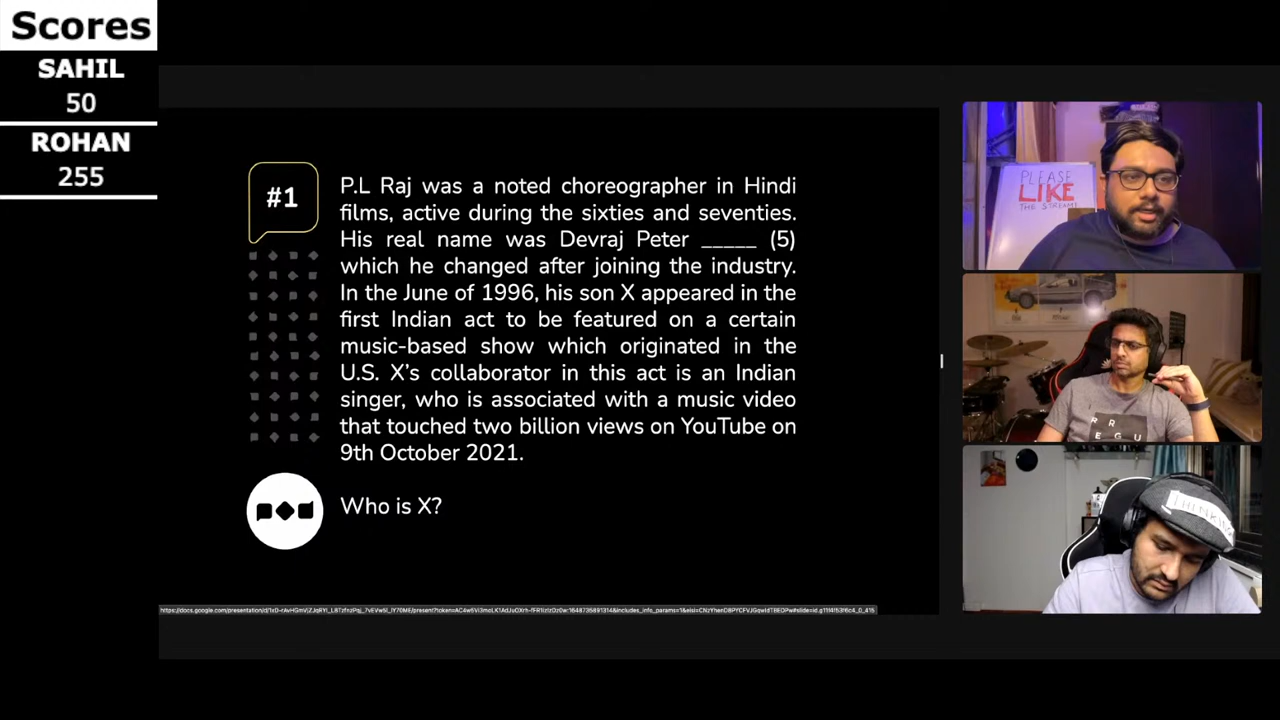 Scores
SAHIL
50
ROHAN
255
#1
P.L Raj was a noted choreographer in Hindi
films, active during the sixties and seventies.
His real name was Devraj Peter _____ (5)
which he changed after joining the industry.
In the June of 1996, his son X appeared in the
first Indian act to be featured on a certain
music-based show which originated in the
U.S. X's collaborator in this act is an Indian
singer, who is associated with a music video
that touched two billion views on YouTube on
9th October 2021.
Who is X?
PLEASE
LIKE
THE STREAM
R R
E G U
THINKING